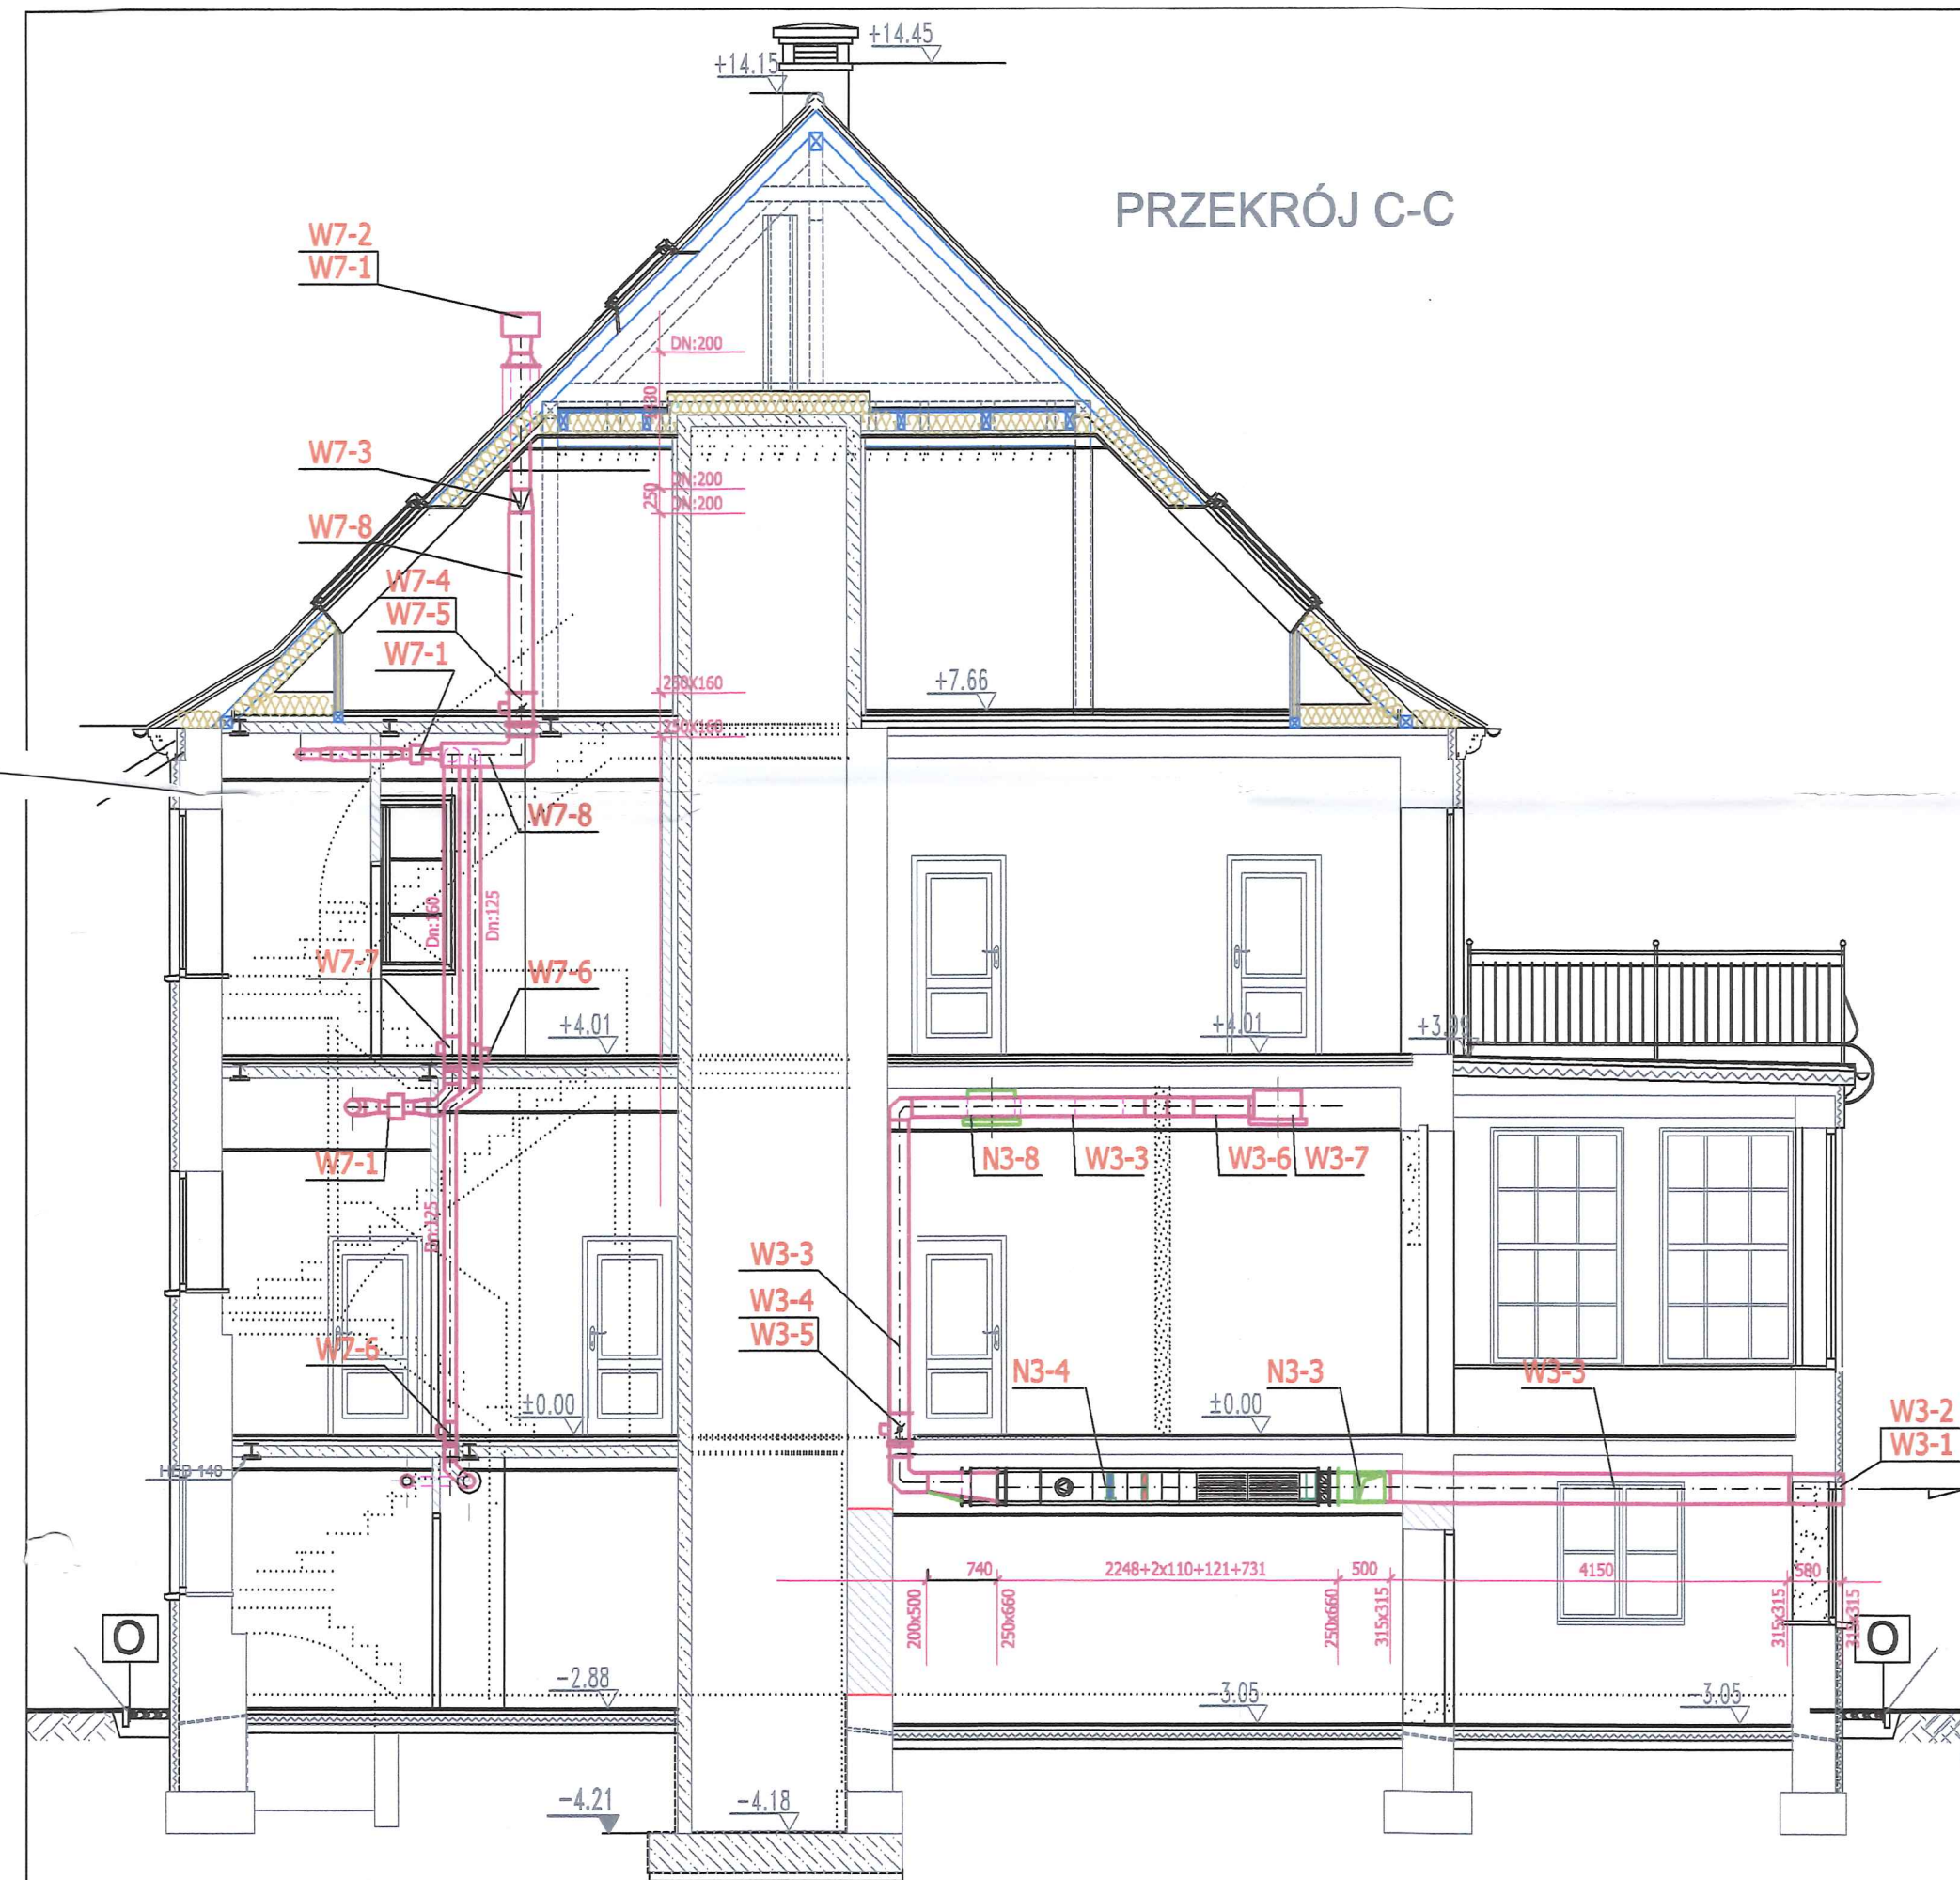 +14.45
+14.15
PRZEKRÓJ C-C
W7-2
W7-1
DN:200
W7-3
DN:200
250
DN:200
W7-8
W7-4
W7-5
W7-1
250X160
+7.66
250X160
W7-8
Dn:160
Dn:125
W7-7
W7-6
+4.01
+4.01
W7-1
N3-8
W3-3
W3-6
W3-7
Dn:125
W3-3
W3-4
W3-5
W7-6
N3-4
N3-3
W3-3
±0.00
±0.00
W3-2
W3-1
HEB 140
740
2248+2x110+121+731
500
4150
580
200x500
250x660
250x660
315x315
315x315
315x315
O
O
-2.88
-3.05
-3.05
-4.21
-4.18